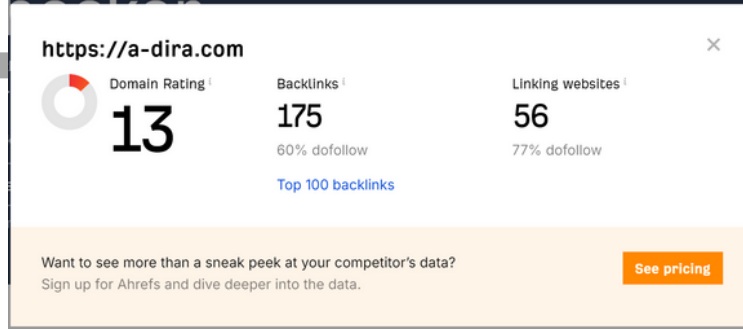 https://a-dira.com
Domain Rating i
13
Backlinks i
175
60% dofollow
Top 100 backlinks
Linking websites i
56
77% dofollow
Want to see more than a sneak peek at your competitor's data?
Sign up for Ahrefs and dive deeper into the data.
See pricing